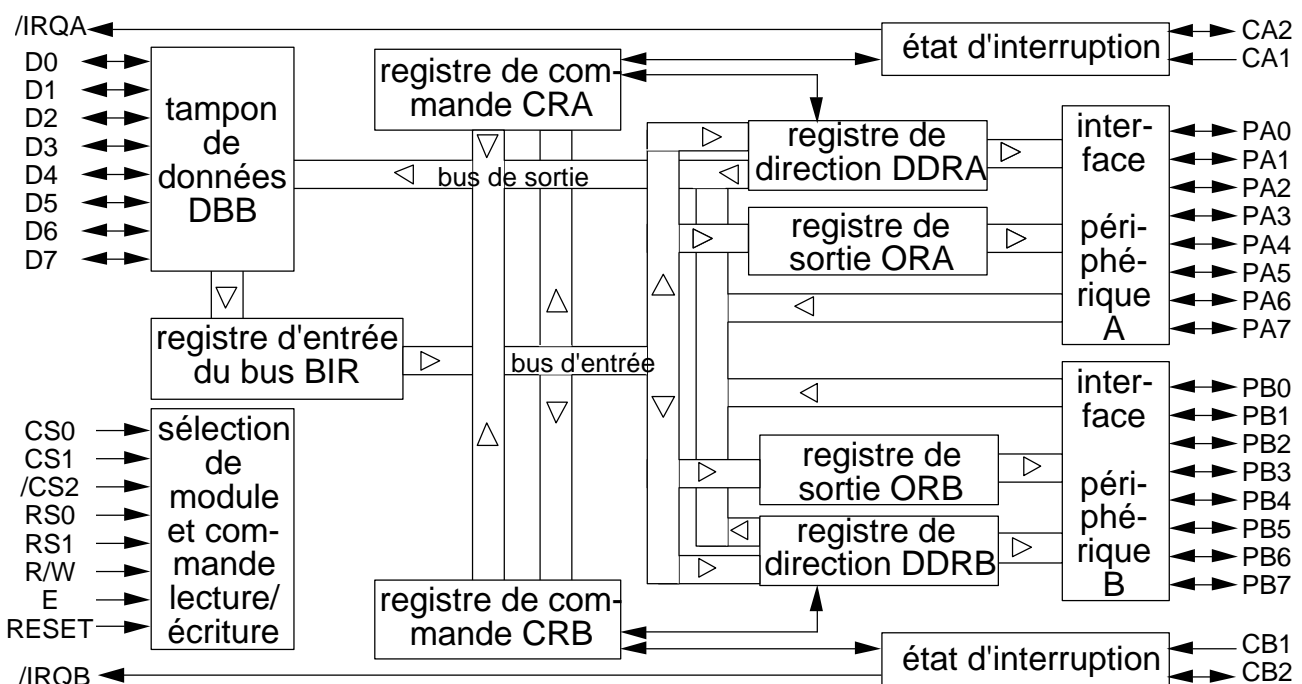 /IRQA
D0
D1
D2
D3
D4
D5
D6
D7
tampon
de
données
DBB
registre de com-
mande CRA
état d'interruption
CA2
CA1
bus de sortie
registre de
direction DDRA
registre de
sortie ORA
inter-
face
péri-
phé-
rique
A
PA0
PA1
PA2
PA3
PA4
PA5
PA6
PA7
registre d'entrée
du bus BIR
bus d'entrée
CS0
CS1
/CS2
RS0
RS1
R/W
E
RESET
sélection
de
module
et com-
mande
lecture/
écriture
registre de
sortie ORB
registre de
direction DDRB
inter-
face
péri-
phé-
rique
B
PB0
PB1
PB2
PB3
PB4
PB5
PB6
PB7
registre de com-
mande CRB
/IRQB
état d'interruption
CB1
CB2